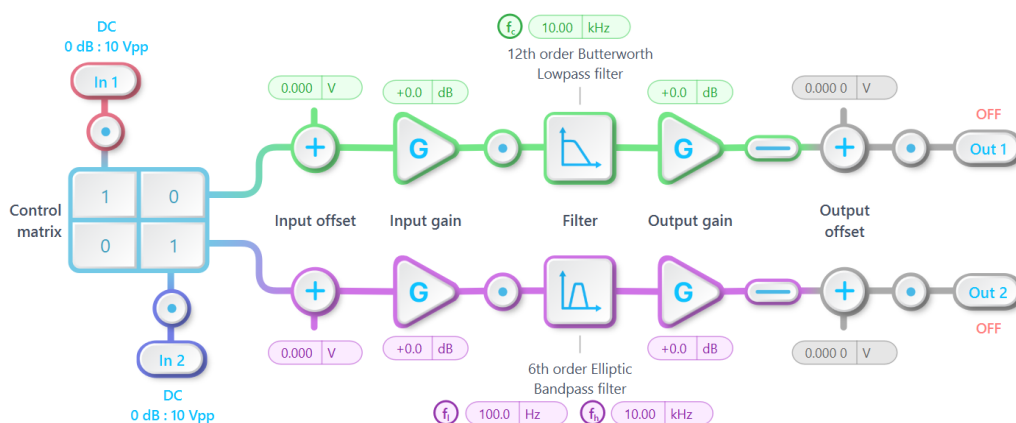 DC
0 dB : 10 Vpp
In 1
f_c 10.00 kHz
12th order Butterworth
Lowpass filter
0.000 V
+0.0 dB
+0.0 dB
0.000 0 V
OFF
G
G
Out 1
Control
matrix
1 0
0 1
Input offset
Input gain
Filter
Output gain
Output
offset
G
G
Out 2
OFF
0.000 V
+0.0 dB
+0.0 dB
0.000 0 V
In 2
DC
0 dB : 10 Vpp
6th order Elliptic
Bandpass filter
f_l 100.0 Hz
f_h 10.00 kHz